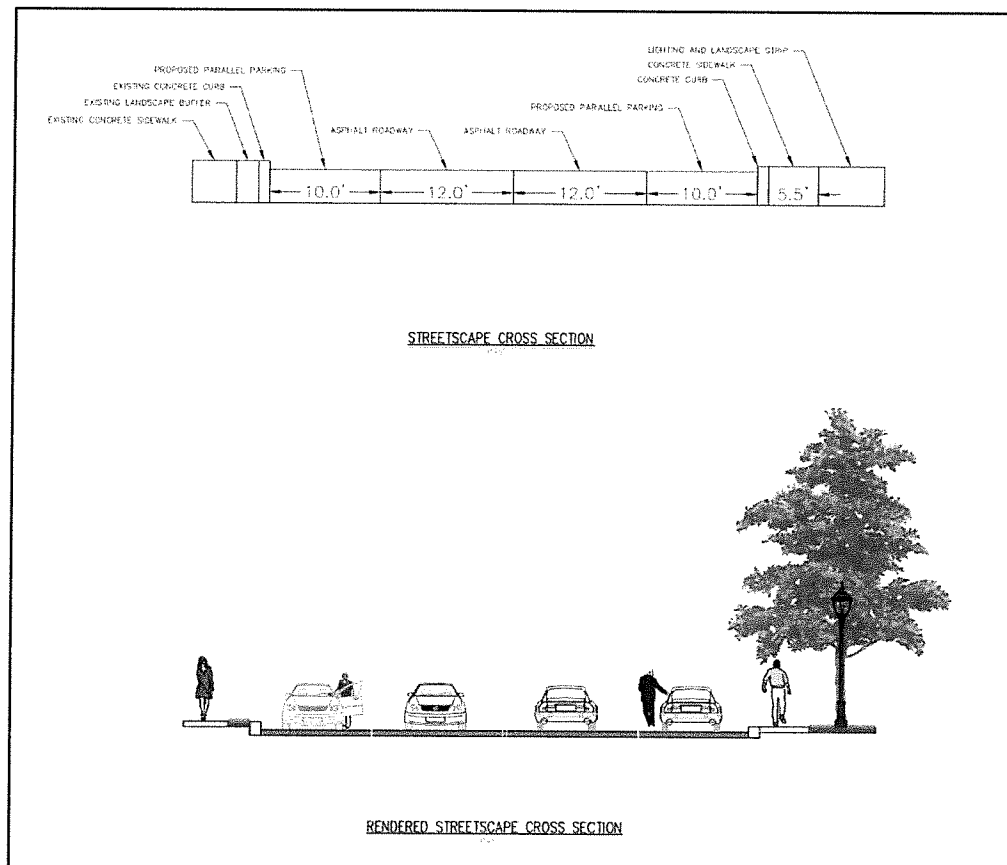 LIGHTING AND LANDSCAPE STRIP
CONCRETE SIDEWALK
CONCRETE CURB
PROPOSED PARALLEL PARKING
EXISTING CONCRETE CURB
EXISTING LANDSCAPE BUFFER
EXISTING CONCRETE SIDEWALK
PROPOSED PARALLEL PARKING
ASPHALT ROADWAY
ASPHALT ROADWAY
10.0' 12.0' 12.0' 10.0' 5.5'
STREETSCAPE CROSS SECTION
RENDERED STREETSCAPE CROSS SECTION